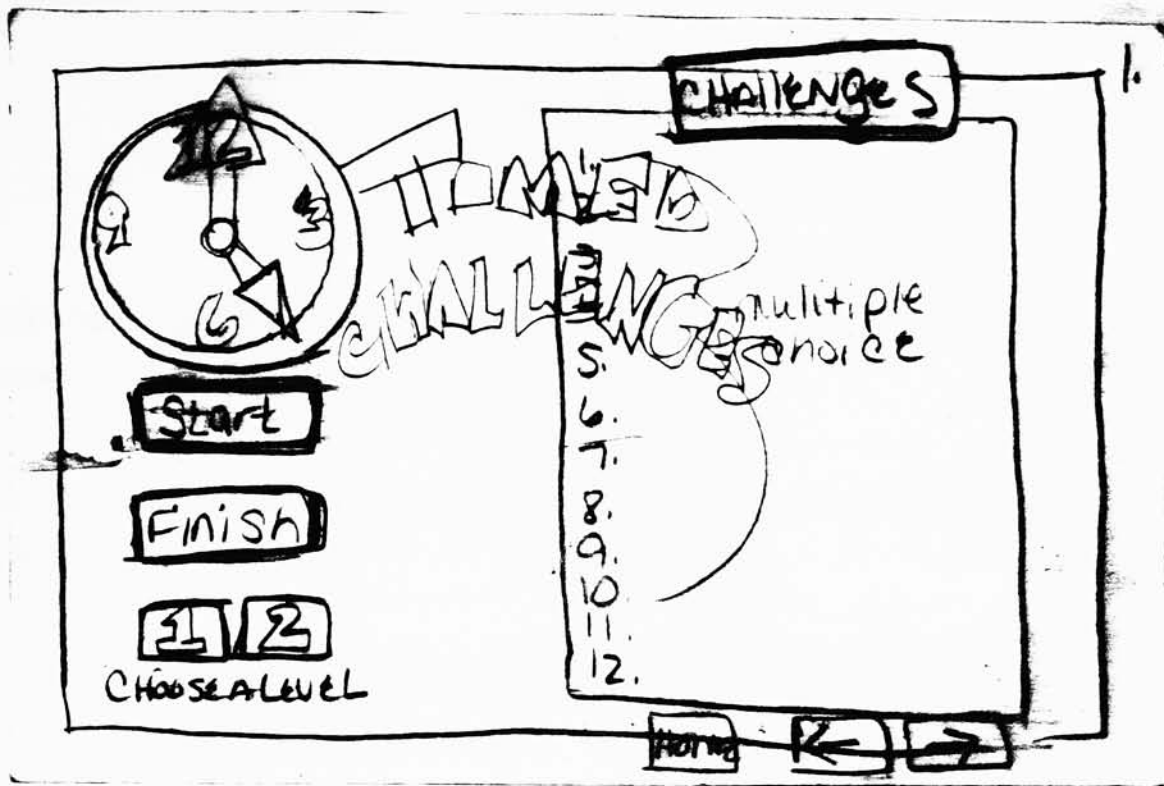 1.
CHALLENGES
12
9
3
6
TIMED
CHALLENGES
mulitiple
choice
5.
6.
7.
8.
9.
10.
11.
12.
Start
Finish
1 2
CHOOSE A LEVEL
Home